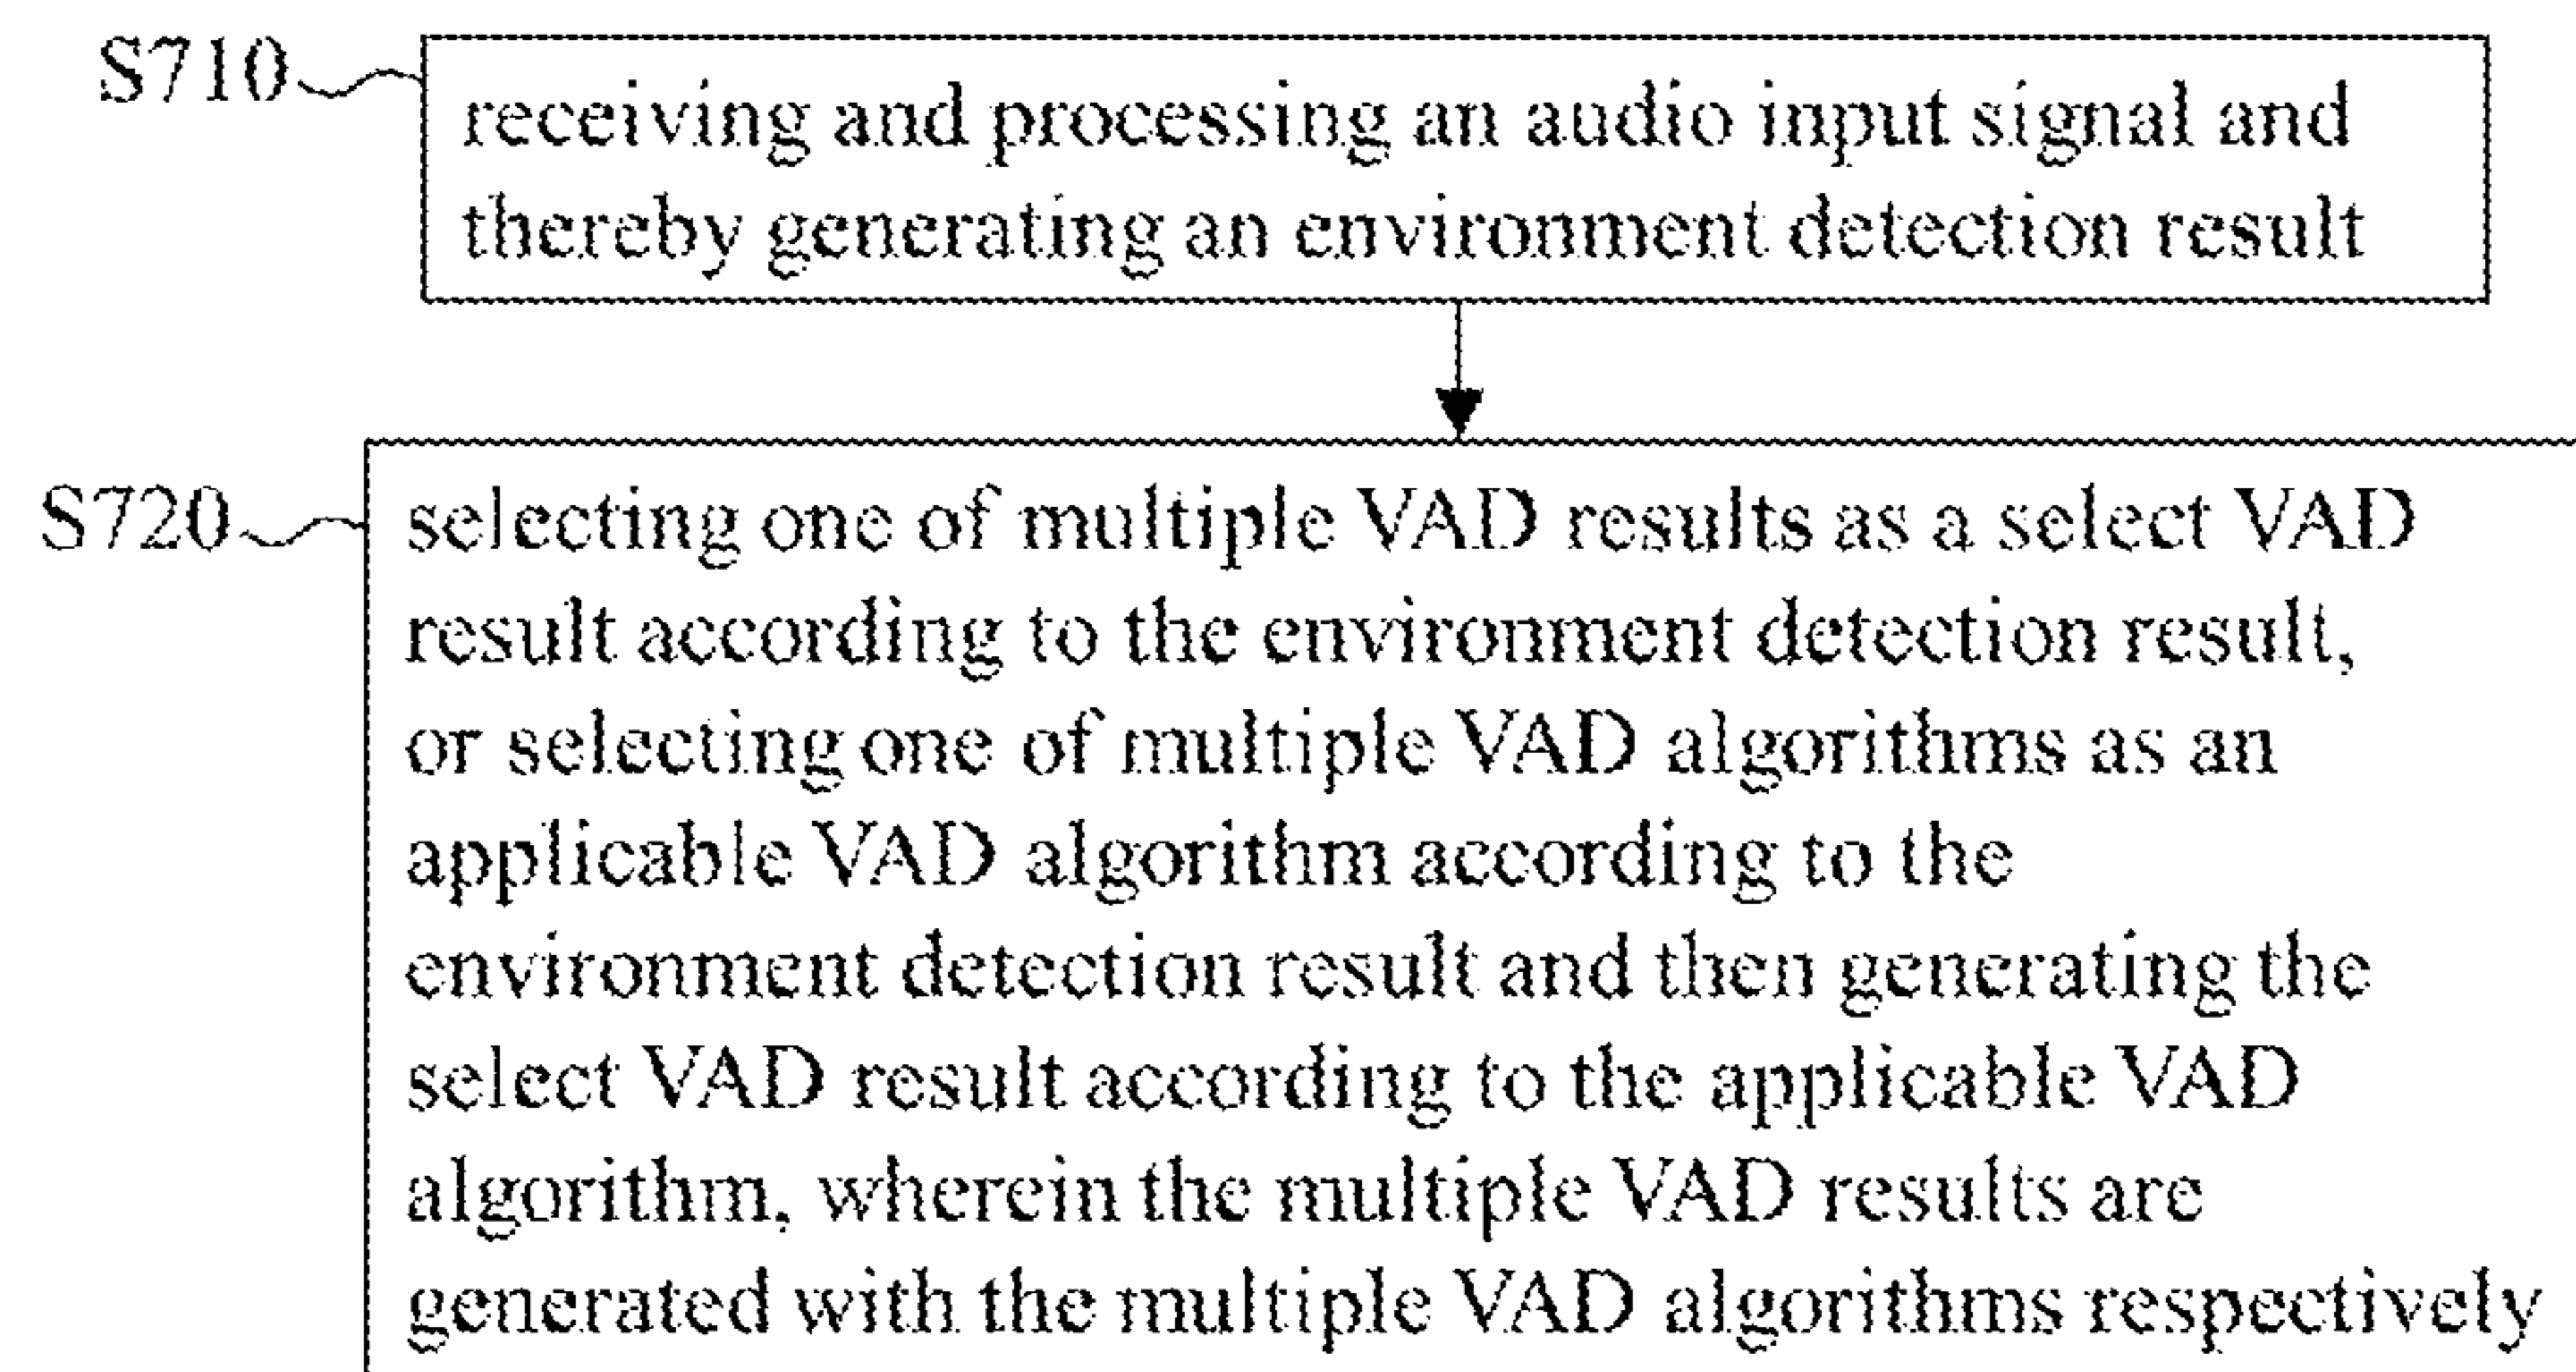 S710
receiving and processing an audio input signal and
thereby generating an environment detection result
S720
selecting one of multiple VAD results as a select VAD
result according to the environment detection result,
or selecting one of multiple VAD algorithms as an
applicable VAD algorithm according to the
environment detection result and then generating the
select VAD result according to the applicable VAD
algorithm, wherein the multiple VAD results are
generated with the multiple VAD algorithms respectively